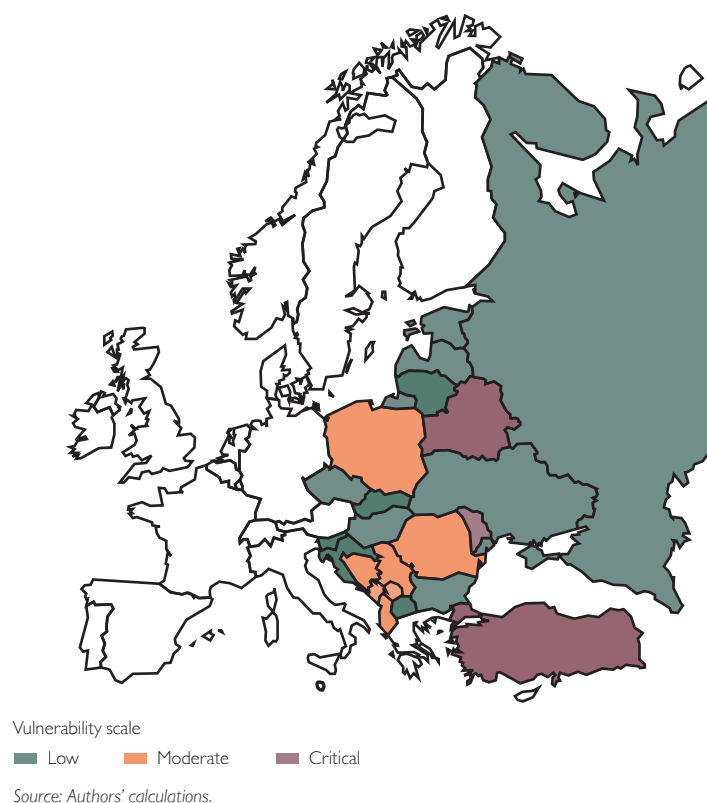 Vulnerability scale
Low Moderate Critical
Source: Authors' calculations.